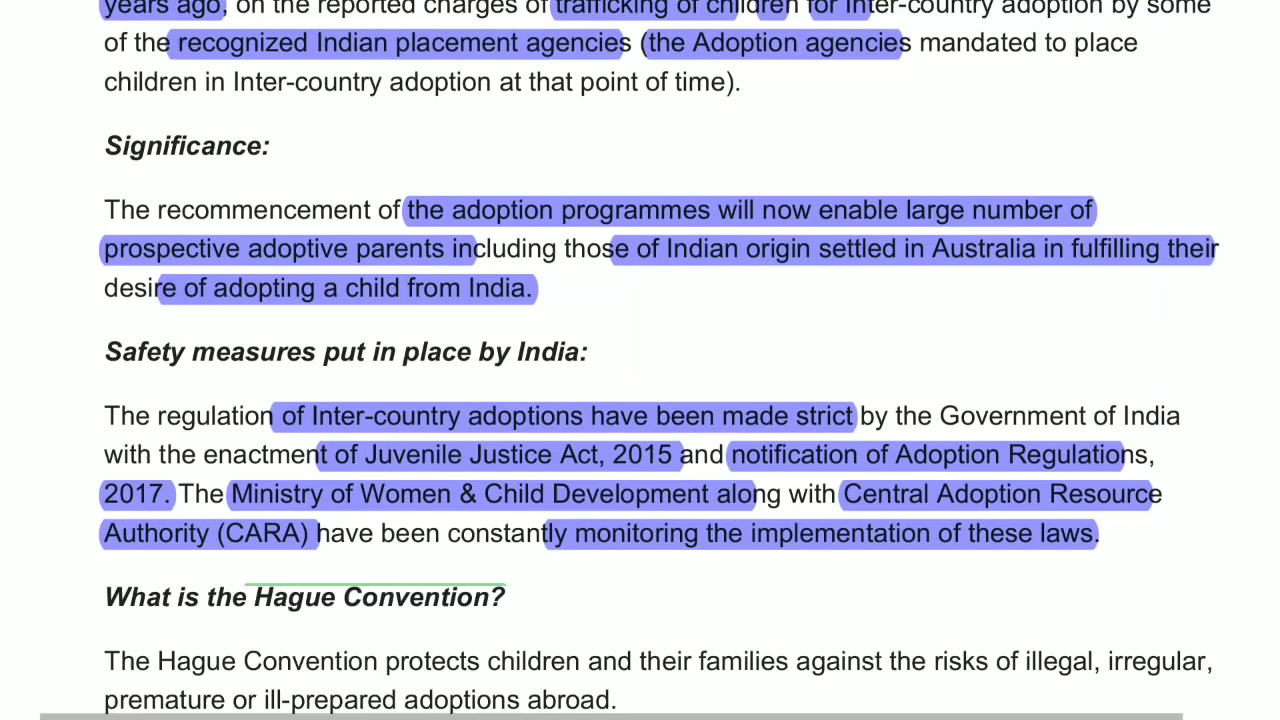 years ago, on the reported charges of trafficking of children for Inter-country adoption by some
of the recognized Indian placement agencies (the Adoption agencies mandated to place
children in Inter-country adoption at that point of time).
Significance:
The recommencement of the adoption programmes will now enable large number of
prospective adoptive parents including those of Indian origin settled in Australia in fulfilling their
desire of adopting a child from India.
Safety measures put in place by India:
The regulation of Inter-country adoptions have been made strict by the Government of India
with the enactment of Juvenile Justice Act, 2015 and notification of Adoption Regulations,
2017. The Ministry of Women & Child Development along with Central Adoption Resource
Authority (CARA) have been constantly monitoring the implementation of these laws.
What is the Hague Convention?
The Hague Convention protects children and their families against the risks of illegal, irregular,
premature or ill-prepared adoptions abroad.